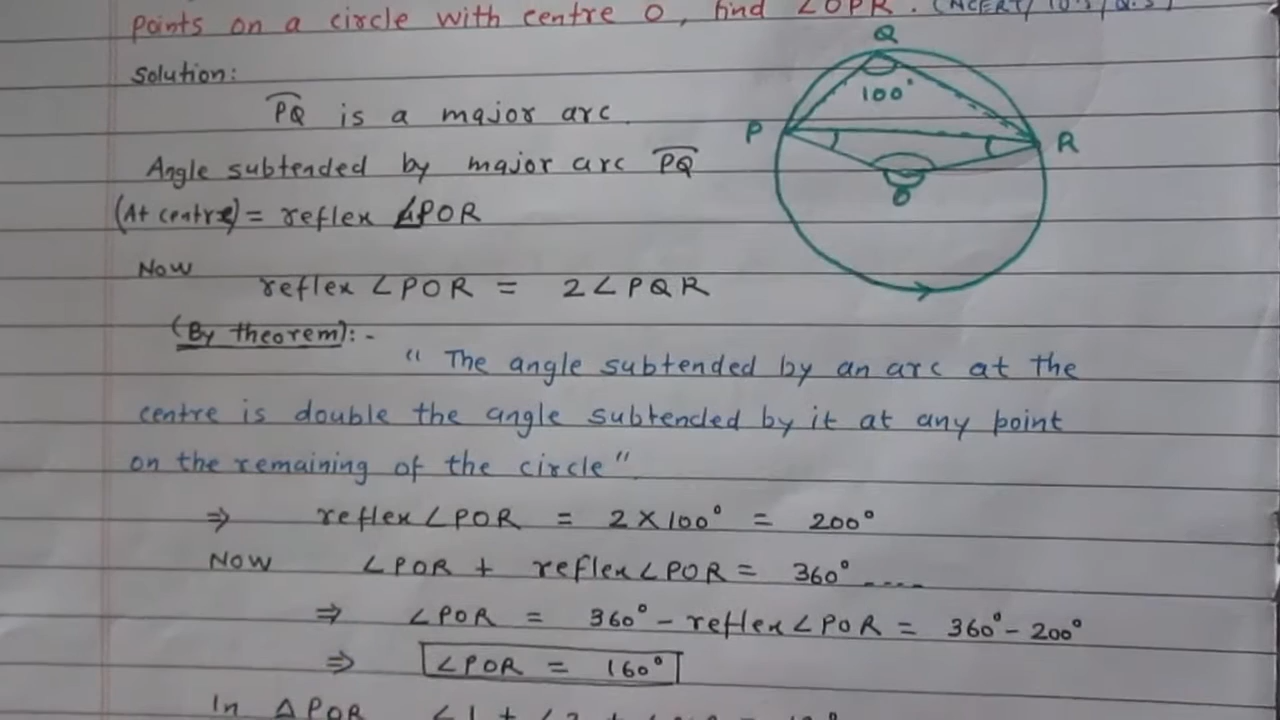 points on a circle with centre O, find ∠OPR.
Solution:
Q
100°
P
R
O
P͡Q is a major arc.
Angle subtended by major arc P͡Q
(At centre) = reflex ∠POR
Now
reflex ∠POR = 2∠PQR
(By theorem):-
" The angle subtended by an arc at the
centre is double the angle subtended by it at any point
on the remaining of the circle"
⇒ reflex∠POR = 2×100° = 200°
Now ∠POR + reflex∠POR = 360° ....
⇒ ∠POR = 360° - reflex∠POR = 360° - 200°
⇒ ∠POR = 160°
In ΔPOR